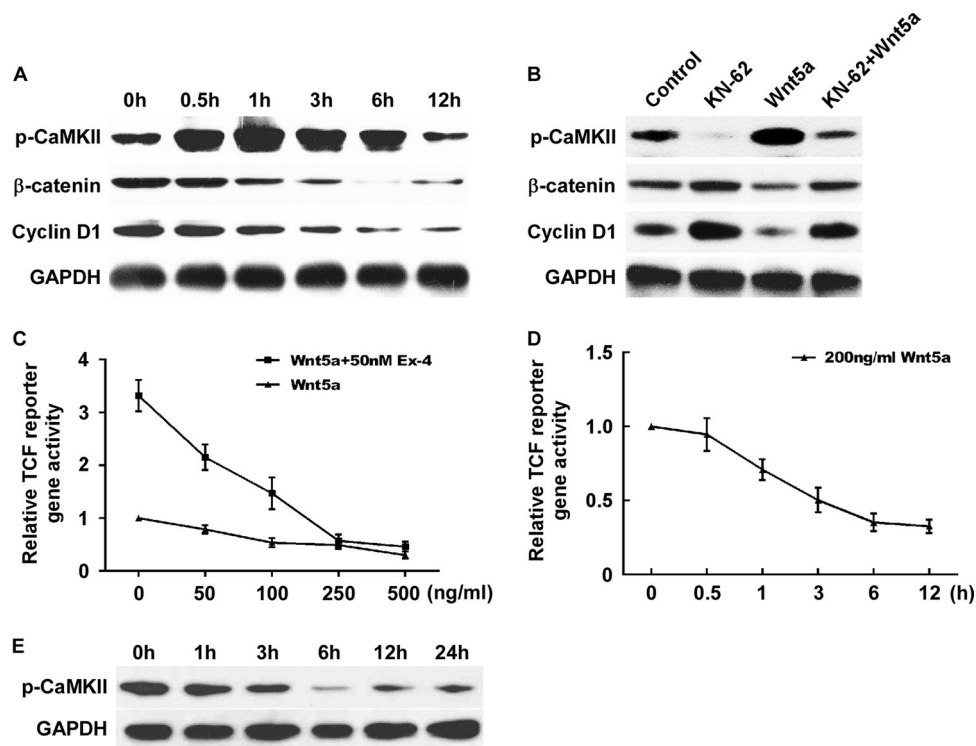 A
0h 0.5h 1h 3h 6h 12h
p-CaMKII
β-catenin
Cyclin D1
GAPDH
B
Control KN-62 Wnt5a KN-62+Wnt5a
p-CaMKII
β-catenin
Cyclin D1
GAPDH
C
Relative TCF reporter
gene activity
4
3
2
1
0
Wnt5a+50nM Ex-4
Wnt5a
0 50 100 250 500 (ng/ml)
D
Relative TCF reporter
gene activity
1.5
1.0
0.5
0
200ng/ml Wnt5a
0 0.5 1 3 6 12 (h)
E
0h 1h 3h 6h 12h 24h
p-CaMKII
GAPDH